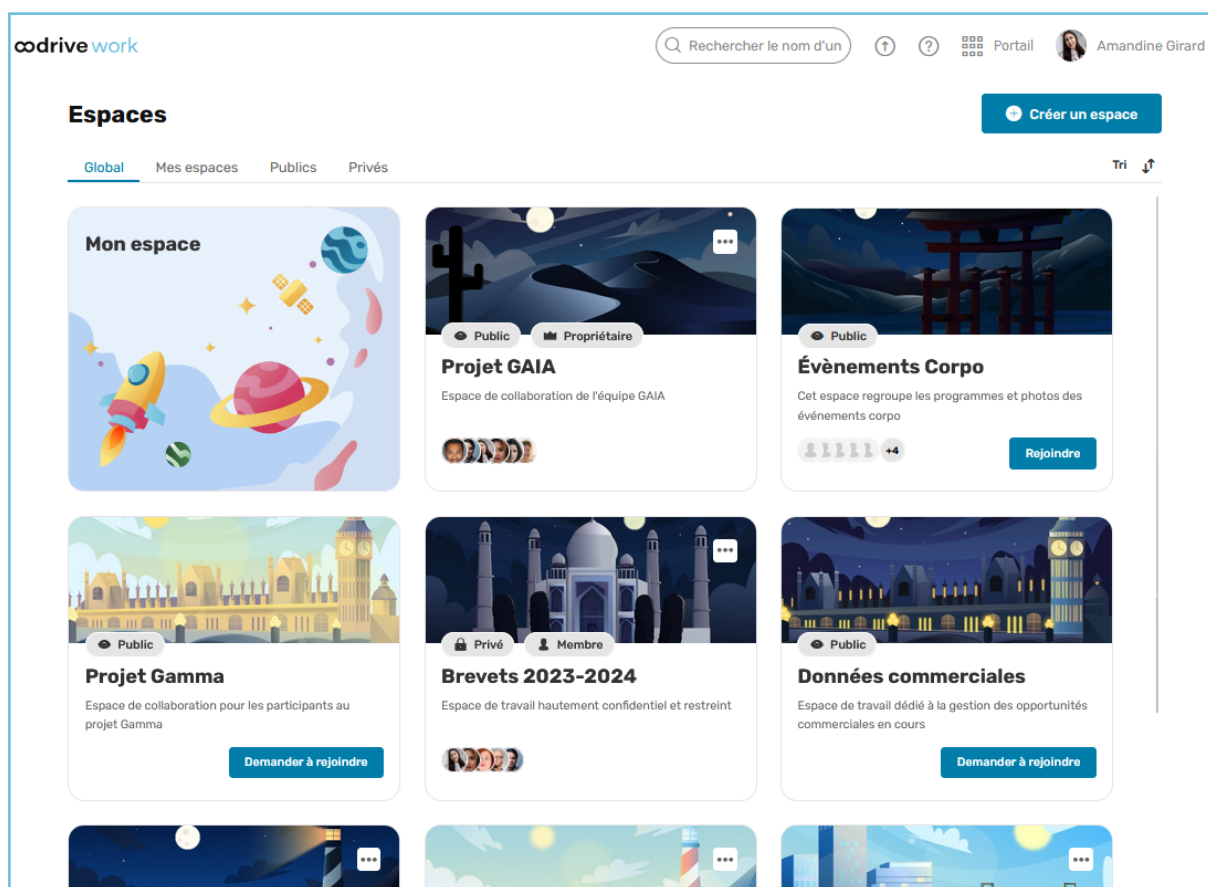 oodrive work
Rechercher le nom d'un
?
Portail
Amandine Girard
Espaces
Créer un espace
Global
Mes espaces
Publics
Privés
Tri
Mon espace
Public
Propriétaire
Projet GAIA
Espace de collaboration de l'équipe GAIA
Public
Évènements Corpo
Cet espace regroupe les programmes et photos des
événements corpo
+4
Rejoindre
Public
Projet Gamma
Espace de collaboration pour les participants au
projet Gamma
Demander à rejoindre
Privé
Membre
Brevets 2023-2024
Espace de travail hautement confidentiel et restreint
Public
Données commerciales
Espace de travail dédié à la gestion des opportunités
commerciales en cours
Demander à rejoindre